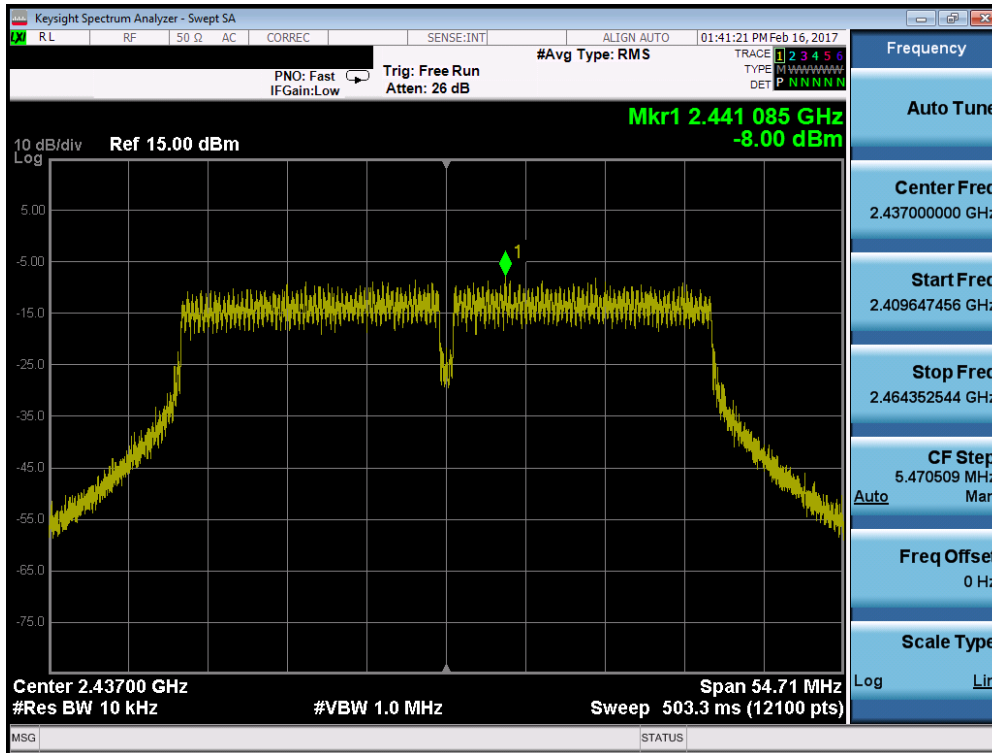 Keysight Spectrum Analyzer - Swept SA
LXI RL RF 50 Ω AC CORREC SENSE:INT ALIGN AUTO 01:41:21 PM Feb 16, 2017
PNO: Fast
IFGain:Low
Trig: Free Run
Atten: 26 dB
#Avg Type: RMS
TRACE 1 2 3 4 5 6
TYPE M WWWWW
DET P N N N N N
Mkr1 2.441 085 GHz
-8.00 dBm
10 dB/div Ref 15.00 dBm
Log
1
5.00
-5.00
-15.0
-25.0
-35.0
-45.0
-55.0
-65.0
-75.0
Center 2.43700 GHz Span 54.71 MHz
#Res BW 10 kHz #VBW 1.0 MHz Sweep 503.3 ms (12100 pts)
MSG STATUS
Frequency
Auto Tune
Center Freq
2.437000000 GHz
Start Freq
2.409647456 GHz
Stop Freq
2.464352544 GHz
CF Step
5.470509 MHz
Auto Man
Freq Offset
0 Hz
Scale Type
Log Lin